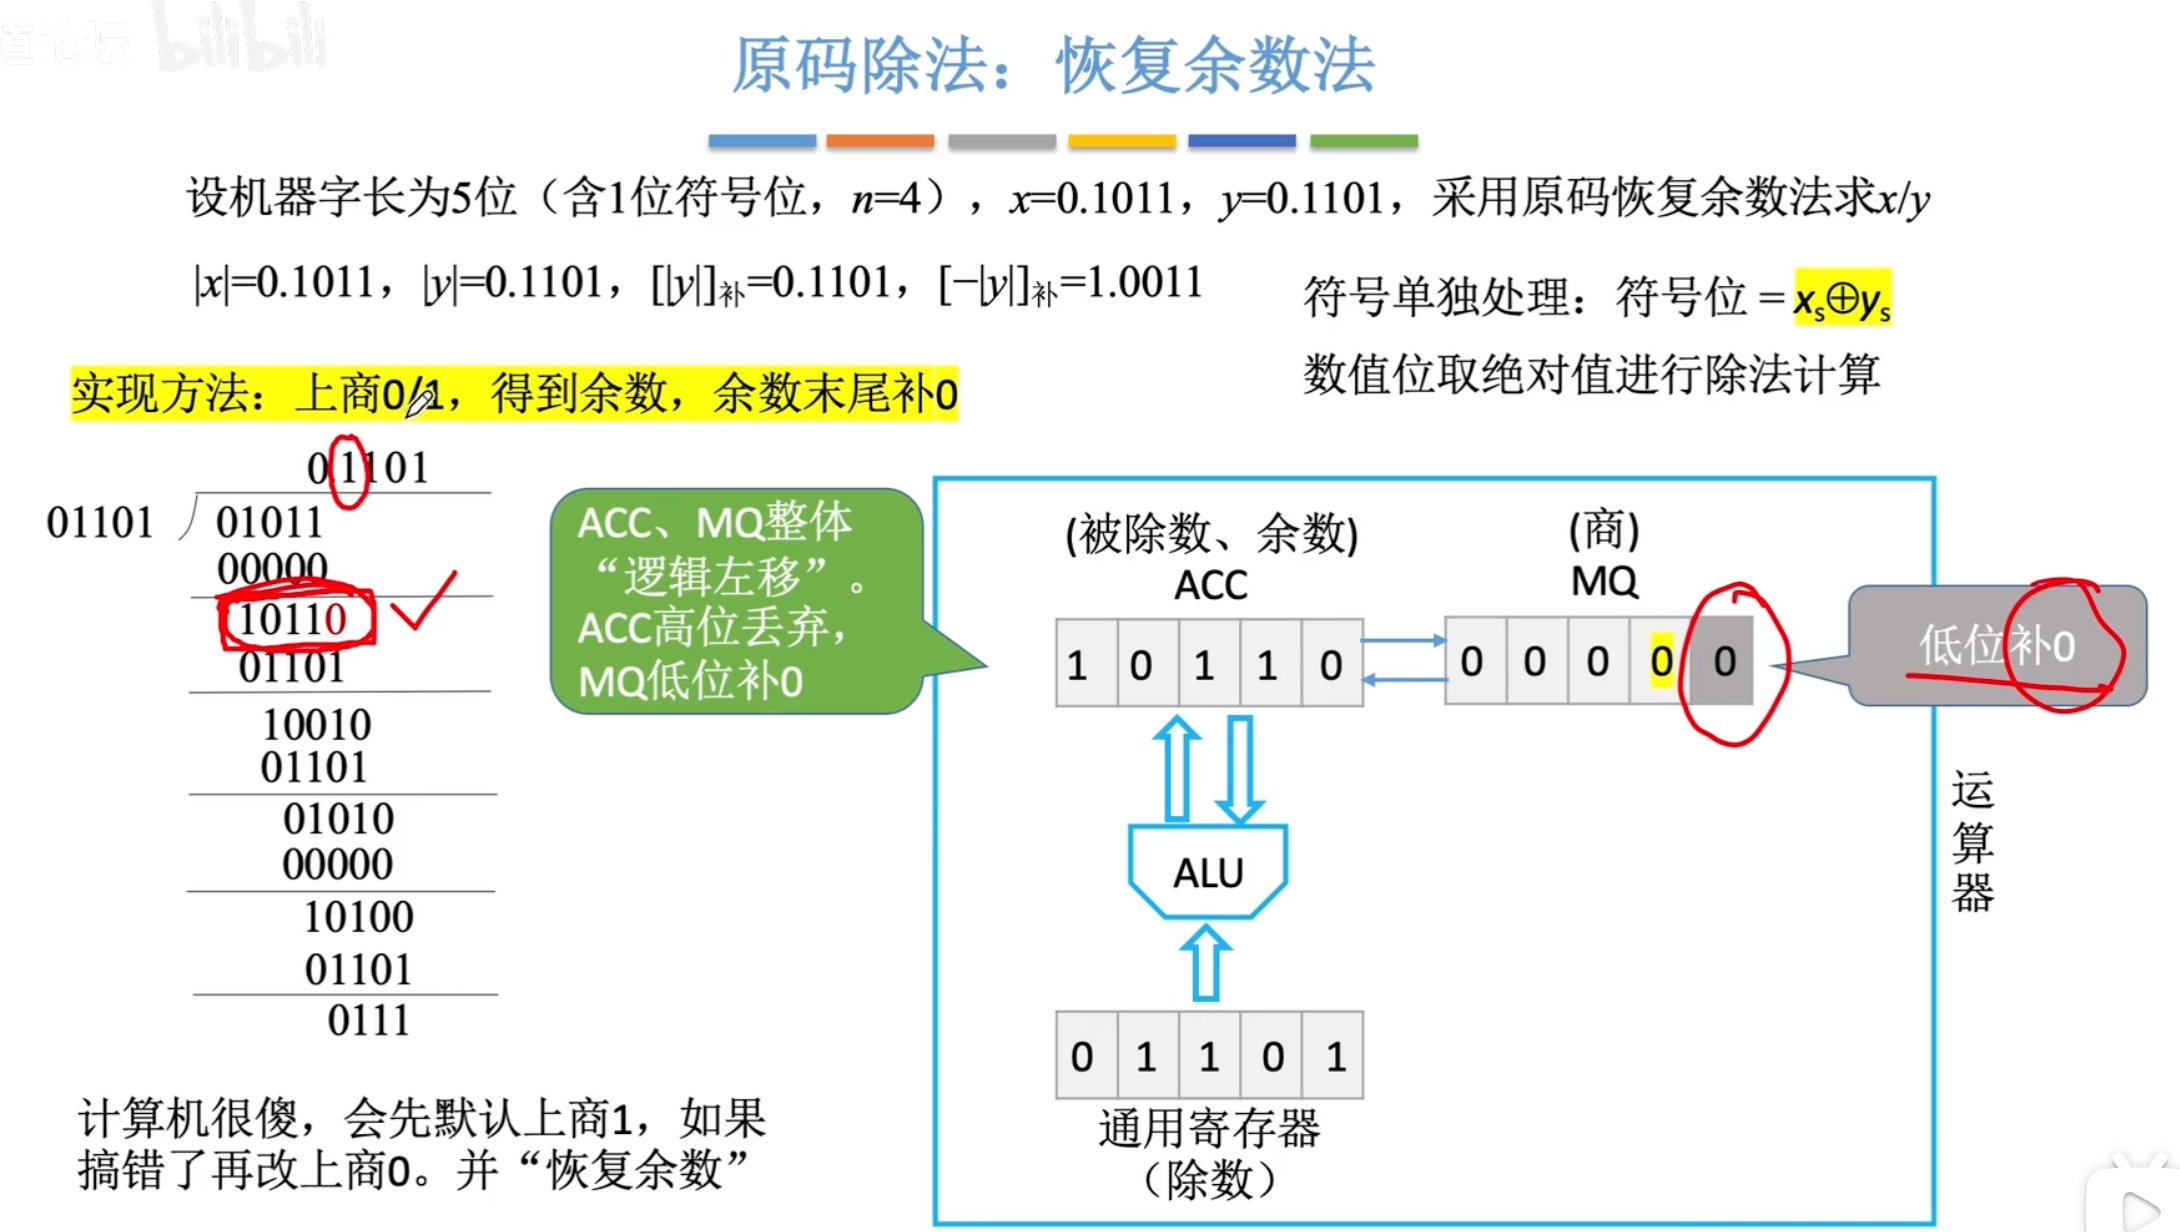 bilibili
原码除法：恢复余数法
设机器字长为5位（含1位符号位，n=4），x=0.1011，y=0.1101，采用原码恢复余数法求x/y
|x|=0.1011，|y|=0.1101，[|y|]补=0.1101，[−|y|]补=1.0011
符号单独处理：符号位 = xs⊕ys
数值位取绝对值进行除法计算
实现方法：上商0/1，得到余数，余数末尾补0
01101
01101
01011
00000
10110
01101
10010
01101
01010
00000
10100
01101
0111
ACC、MQ整体
“逻辑左移”。
ACC高位丢弃，
MQ低位补0
(被除数、余数)
ACC
(商)
MQ
1 0 1 1 0
0 0 0 0 0
低位补0
ALU
0 1 1 0 1
通用寄存器
（除数）
运算器
计算机很傻，会先默认上商1，如果
搞错了再改上商0。并“恢复余数”